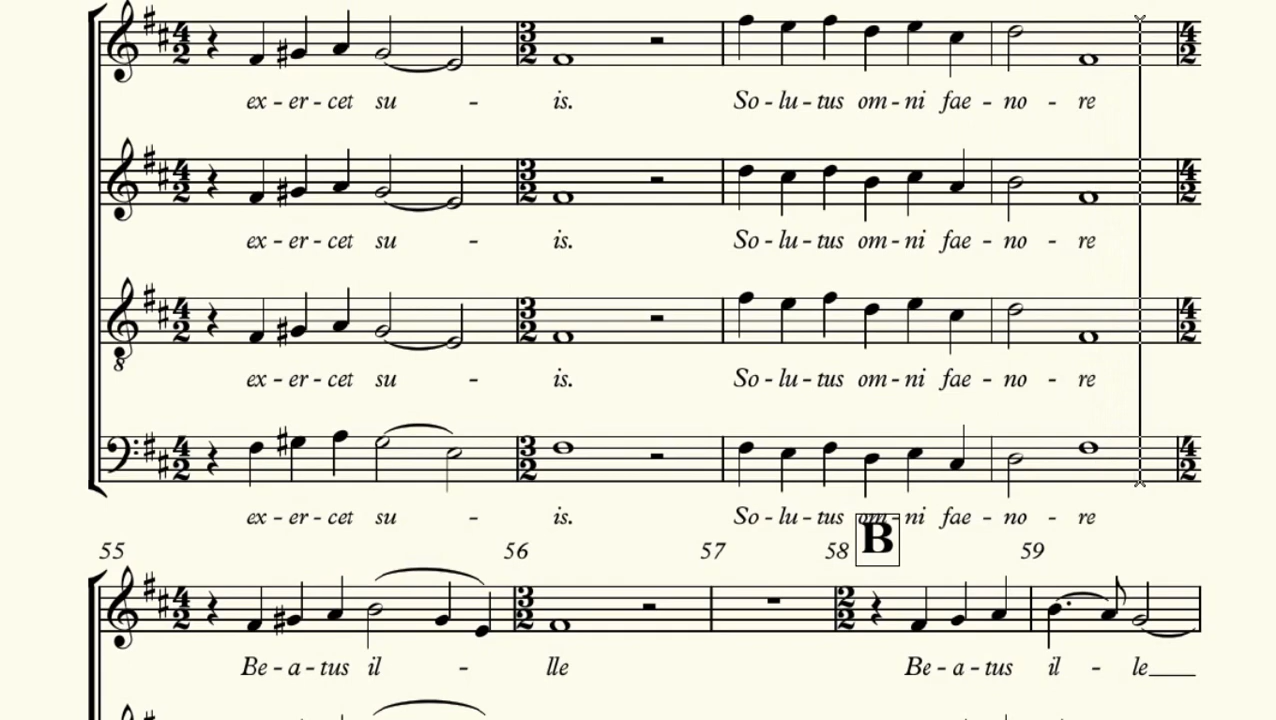 ex - er - cet su - is. So - lu - tus om - ni fae - no - re
ex - er - cet su - is. So - lu - tus om - ni fae - no - re
8
ex - er - cet su - is. So - lu - tus om - ni fae - no - re
ex - er - cet su - is. So - lu - tus om - ni fae - no - re
55 56 57 58 B 59
Be - a - tus il - lle Be - a - tus il - le